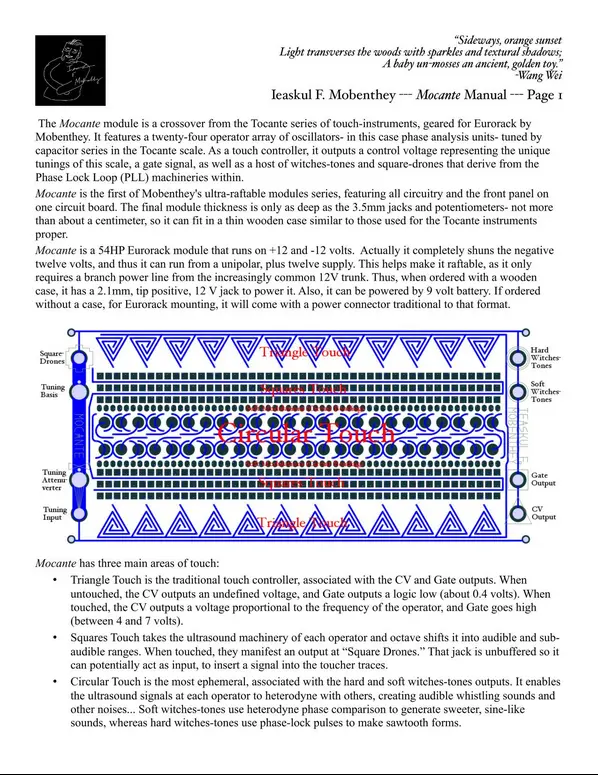 “Sideways, orange sunset
Light transverses the woods with sparkles and textural shadows;
A baby un-mosses an ancient, golden toy.”
-Wang Wei
Ieaskul F. Mobenthey --- Mocante Manual --- Page 1
The Mocante module is a crossover from the Tocante series of touch-instruments, geared for Eurorack by
Mobenthey. It features a twenty-four operator array of oscillators- in this case phase analysis units- tuned by
capacitor series in the Tocante scale. As a touch controller, it outputs a control voltage representing the unique
tunings of this scale, a gate signal, as well as a host of witches-tones and square-drones that derive from the
Phase Lock Loop (PLL) machineries within.
Mocante is the first of Mobenthey's ultra-raftable modules series, featuring all circuitry and the front panel on
one circuit board. The final module thickness is only as deep as the 3.5mm jacks and potentiometers- not more
than about a centimeter, so it can fit in a thin wooden case similar to those used for the Tocante instruments
proper.
Mocante is a 54HP Eurorack module that runs on +12 and -12 volts.  Actually it completely shuns the negative
twelve volts, and thus it can run from a unipolar, plus twelve supply. This helps make it raftable, as it only
requires a branch power line from the increasingly common 12V trunk. Thus, when ordered with a wooden
case, it has a 2.1mm, tip positive, 12 V jack to power it. Also, it can be powered by 9 volt battery. If ordered
without a case, for Eurorack mounting, it will come with a power connector traditional to that format.
Square-
Drones
Tuning
Basis
Tuning
Attenu-
verter
Tuning
Input
MOCANTE
Triangle Touch
Squares Touch
Circular Touch
Squares Touch
Triangle Touch
IEASKUL F.
MOBENTHEY
Hard
Witches-
Tones
Soft
Witches-
Tones
Gate
Output
CV
Output
Mocante has three main areas of touch:
• Triangle Touch is the traditional touch controller, associated with the CV and Gate outputs. When
untouched, the CV outputs an undefined voltage, and Gate outputs a logic low (about 0.4 volts). When
touched, the CV outputs a voltage proportional to the frequency of the operator, and Gate goes high
(between 4 and 7 volts).
• Squares Touch takes the ultrasound machinery of each operator and octave shifts it into audible and sub-
audible ranges. When touched, they manifest an output at “Square Drones.” That jack is unbuffered so it
can potentially act as input, to insert a signal into the toucher traces.
• Circular Touch is the most ephemeral, associated with the hard and soft witches-tones outputs. It enables
the ultrasound signals at each operator to heterodyne with others, creating audible whistling sounds and
other noises... Soft witches-tones use heterodyne phase comparison to generate sweeter, sine-like
sounds, whereas hard witches-tones use phase-lock pulses to make sawtooth forms.